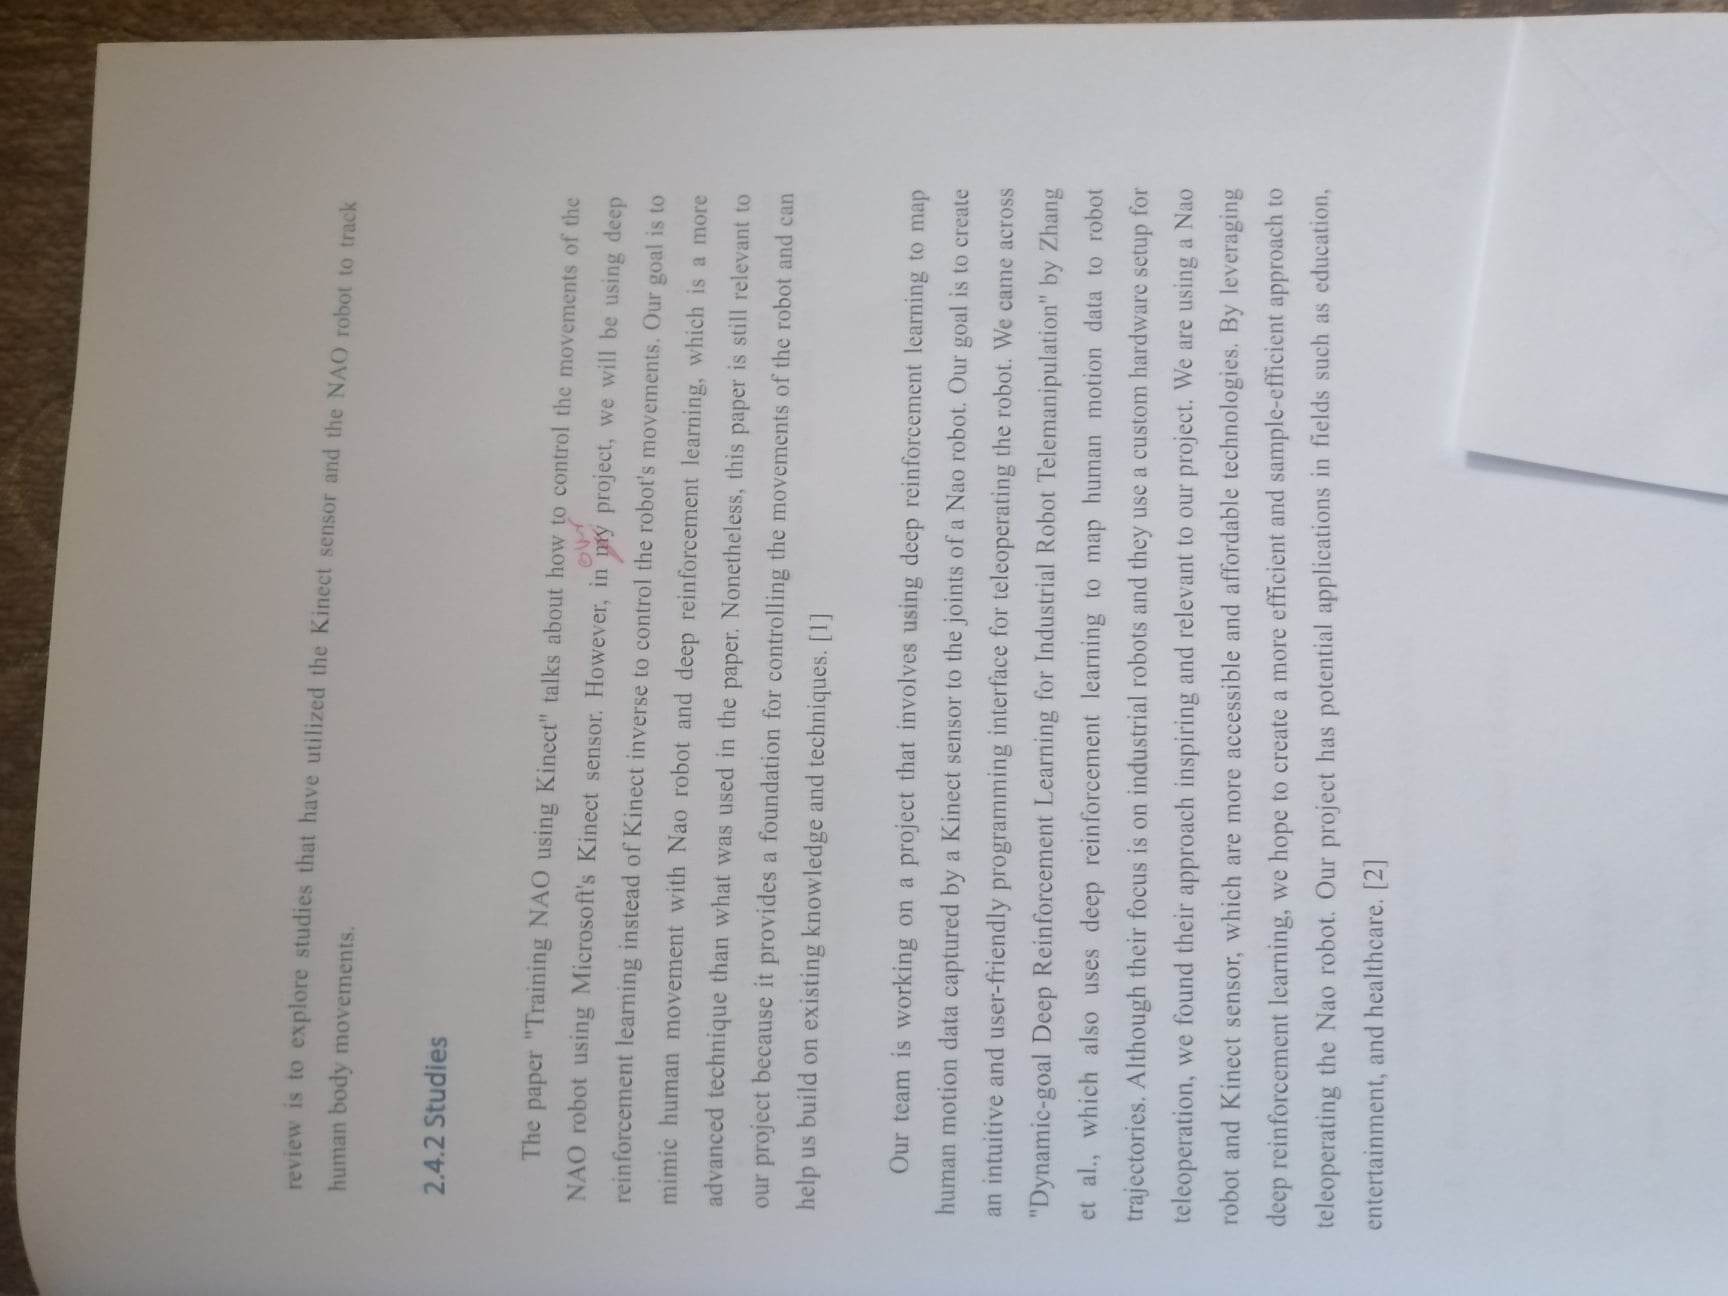 review is to explore studies that have utilized the Kinect sensor and the NAO robot to track
human body movements.
2.4.2 Studies
The paper "Training NAO using Kinect" talks about how to control the movements of the
our
NAO robot using Microsoft's Kinect sensor. However, in my project, we will be using deep
reinforcement learning instead of Kinect inverse to control the robot's movements. Our goal is to
mimic human movement with Nao robot and deep reinforcement learning, which is a more
advanced technique than what was used in the paper. Nonetheless, this paper is still relevant to
our project because it provides a foundation for controlling the movements of the robot and can
help us build on existing knowledge and techniques. [1]
Our team is working on a project that involves using deep reinforcement learning to map
human motion data captured by a Kinect sensor to the joints of a Nao robot. Our goal is to create
an intuitive and user-friendly programming interface for teleoperating the robot. We came across
"Dynamic-goal Deep Reinforcement Learning for Industrial Robot Telemanipulation" by Zhang
et al., which also uses deep reinforcement learning to map human motion data to robot
trajectories. Although their focus is on industrial robots and they use a custom hardware setup for
teleoperation, we found their approach inspiring and relevant to our project. We are using a Nao
robot and Kinect sensor, which are more accessible and affordable technologies. By leveraging
deep reinforcement learning, we hope to create a more efficient and sample-efficient approach to
teleoperating the Nao robot. Our project has potential applications in fields such as education,
entertainment, and healthcare. [2]